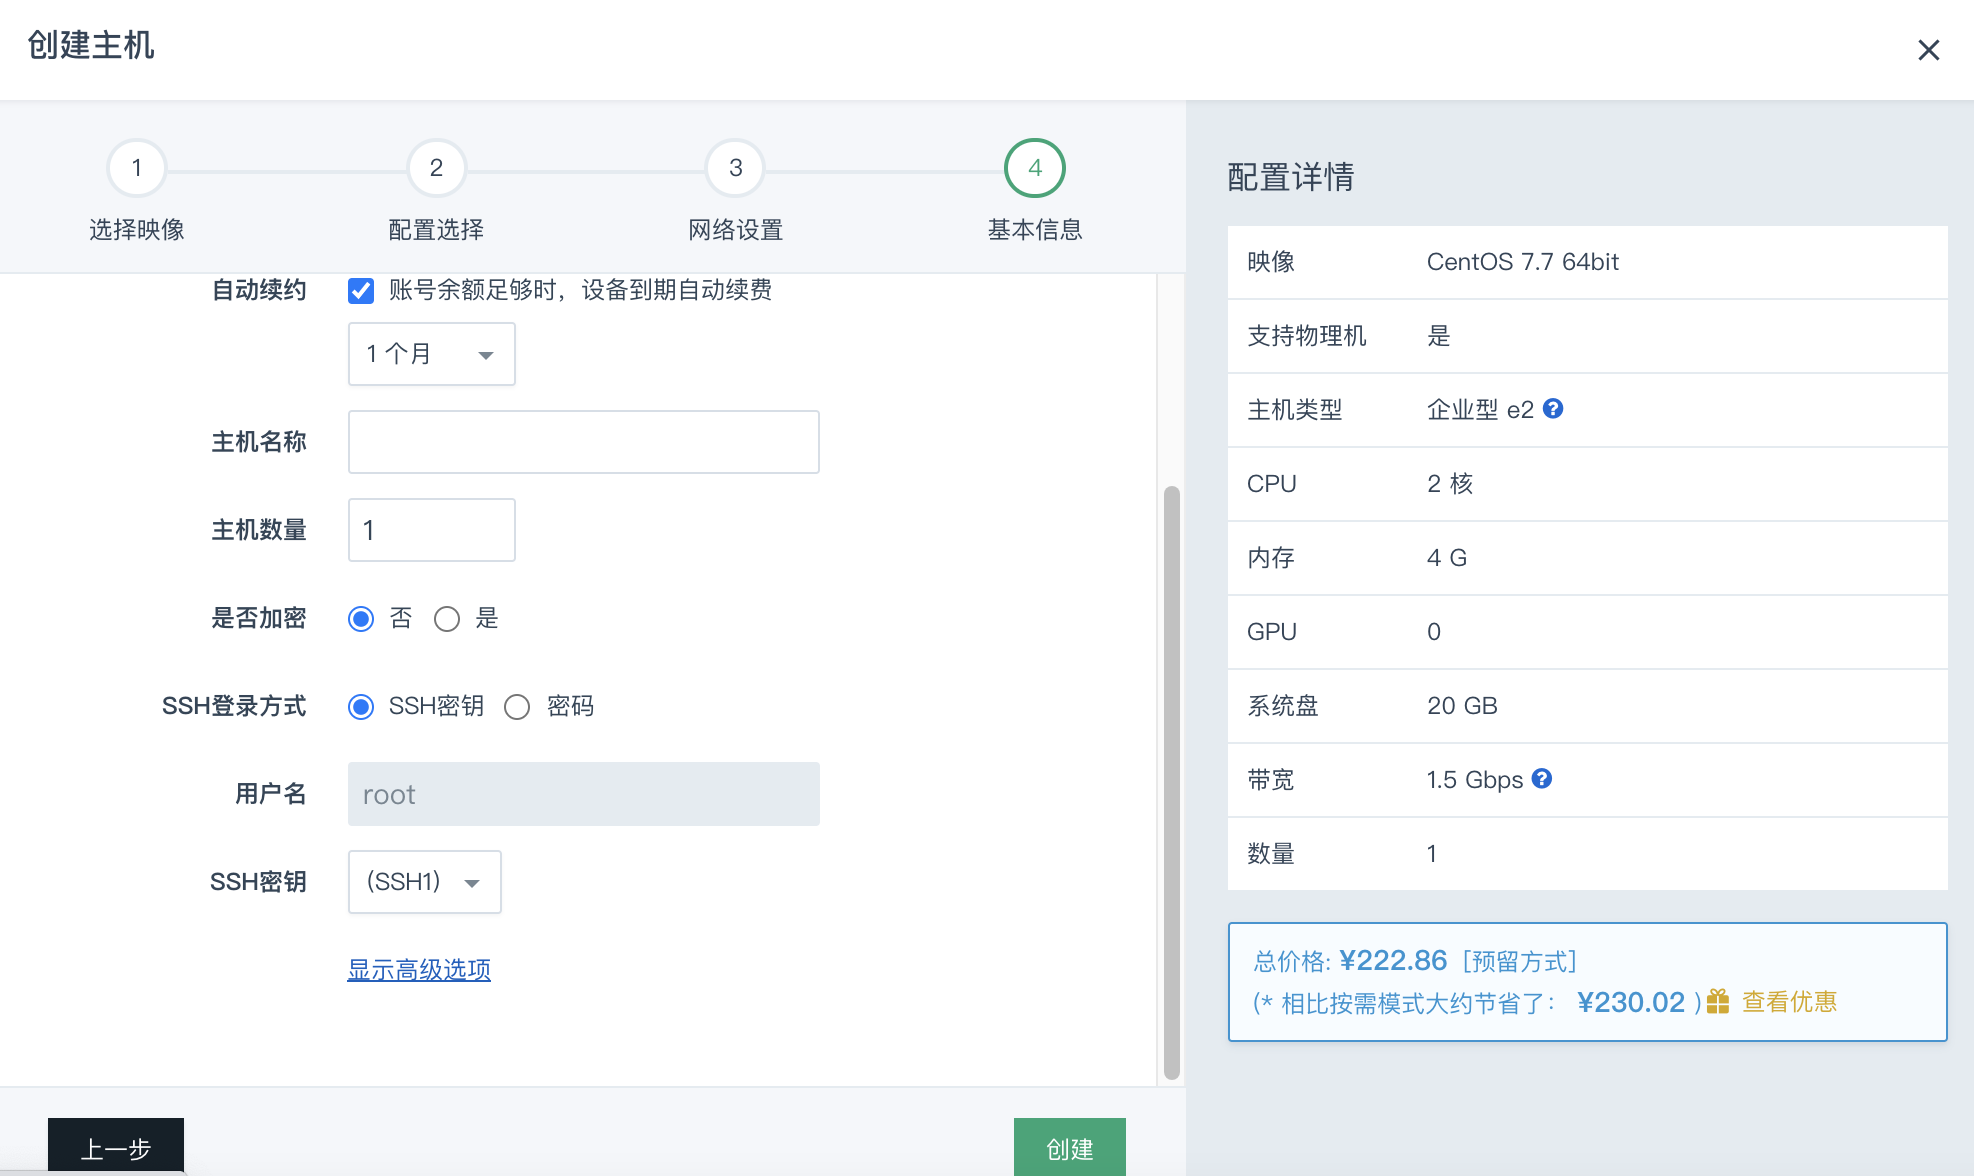 创建主机
1
2
3
4
选择映像
配置选择
网络设置
基本信息
自动续约
账号余额足够时，设备到期自动续费
1 个月
主机名称
主机数量
1
是否加密
否
是
SSH登录方式
SSH密钥
密码
用户名
root
SSH密钥
(SSH1)
显示高级选项
上一步
创建
配置详情
映像 CentOS 7.7 64bit
支持物理机 是
主机类型 企业型 e2
CPU 2 核
内存 4 G
GPU 0
系统盘 20 GB
带宽 1.5 Gbps
数量 1
总价格: ¥222.86 [预留方式]
(* 相比按需模式大约节省了： ¥230.02 ) 查看优惠